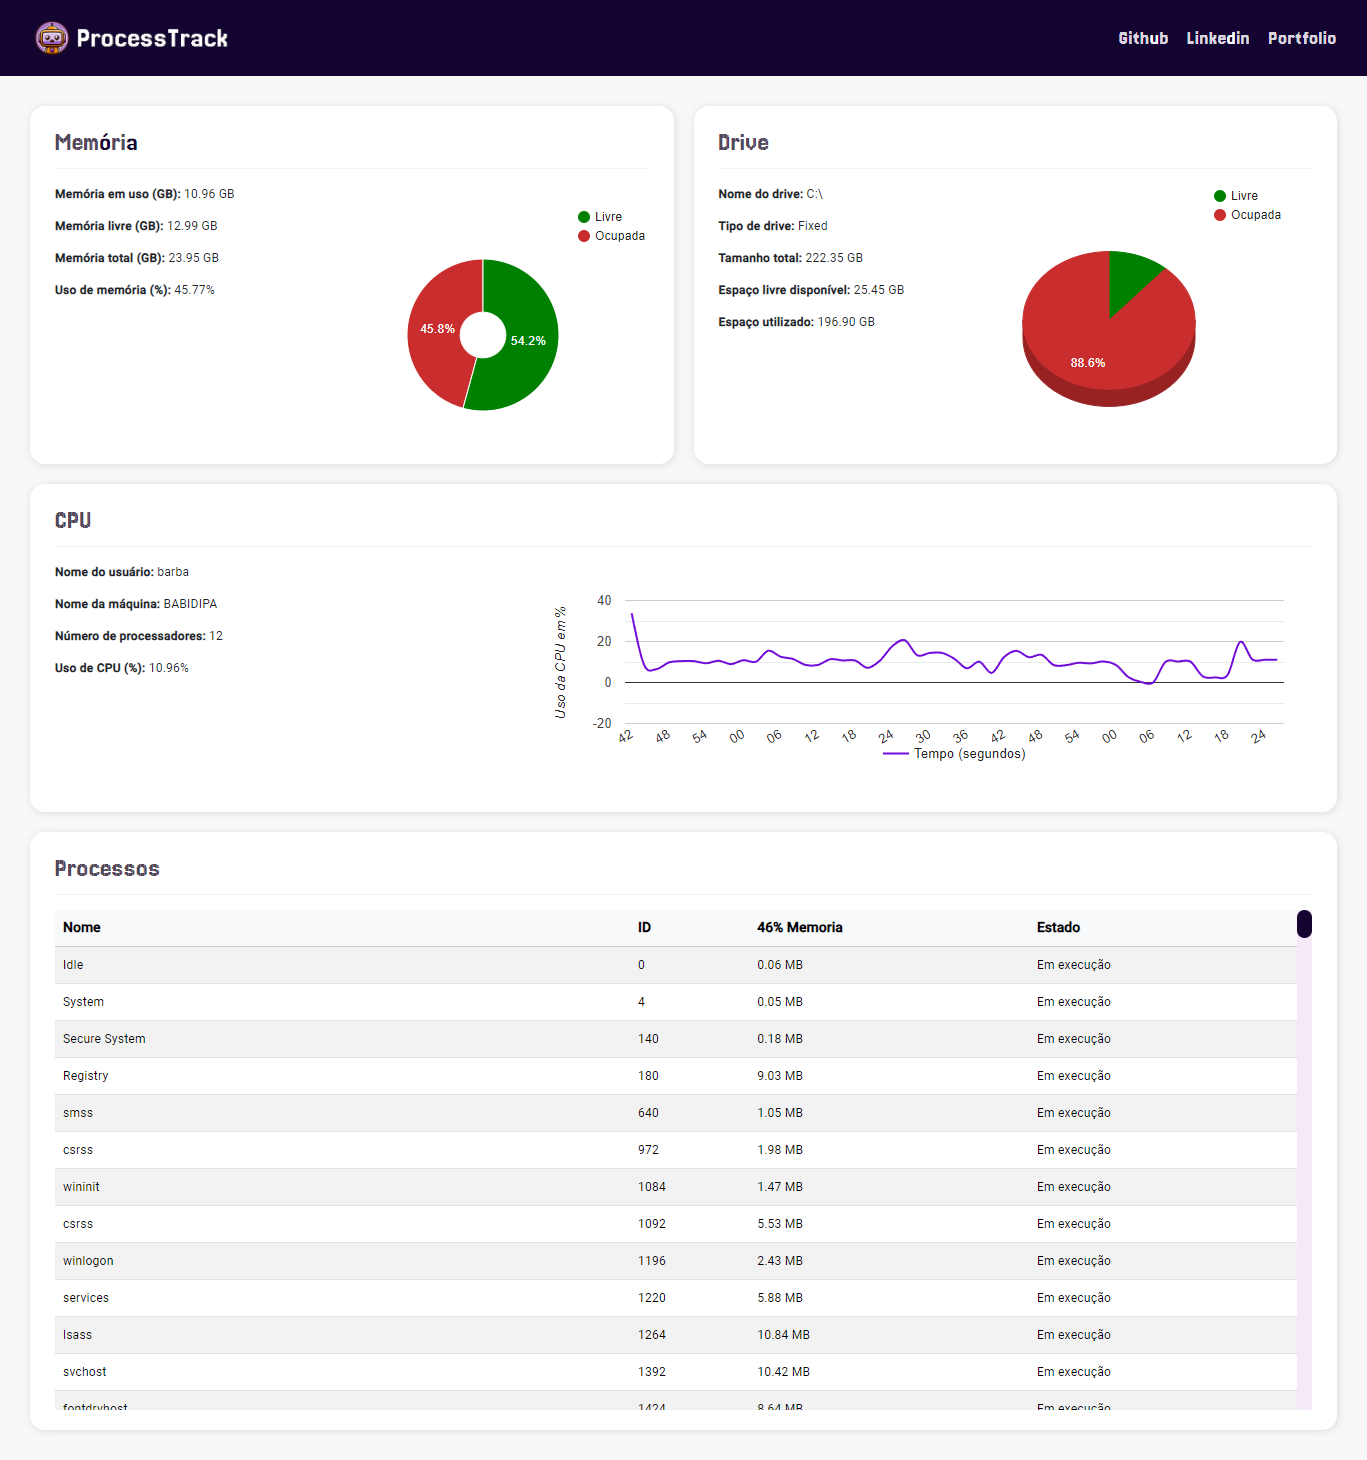 ProcessTrack
Github Linkedin Portfolio
Memória
Memória em uso (GB): 10.96 GB
Memória livre (GB): 12.99 GB
Memória total (GB): 23.95 GB
Uso de memória (%): 45.77%
Livre
Ocupada
45.8%
54.2%
Drive
Nome do drive: C:\
Tipo de drive: Fixed
Tamanho total: 222.35 GB
Espaço livre disponível: 25.45 GB
Espaço utilizado: 196.90 GB
Livre
Ocupada
88.6%
CPU
Nome do usuário: barba
Nome da máquina: BABIDIPA
Número de processadores: 12
Uso de CPU (%): 10.96%
Uso da CPU em %
40
20
0
-20
42 48 54 00 06 12 18 24 30 36 42 48 54 00 06 12 18 24
Tempo (segundos)
Processos
Nome ID 46% Memoria Estado
Idle 0 0.06 MB Em execução
System 4 0.05 MB Em execução
Secure System 140 0.18 MB Em execução
Registry 180 9.03 MB Em execução
smss 640 1.05 MB Em execução
csrss 972 1.98 MB Em execução
wininit 1084 1.47 MB Em execução
csrss 1092 5.53 MB Em execução
winlogon 1196 2.43 MB Em execução
services 1220 5.88 MB Em execução
lsass 1264 10.84 MB Em execução
svchost 1392 10.42 MB Em execução
fontdrvhost 1424 8.64 MB Em execução